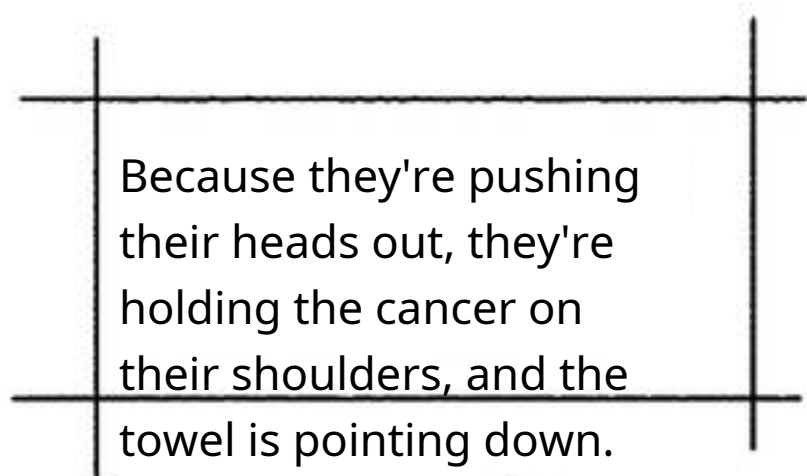 Because they're pushing
their heads out, they're
holding the cancer on
their shoulders, and the
towel is pointing down.